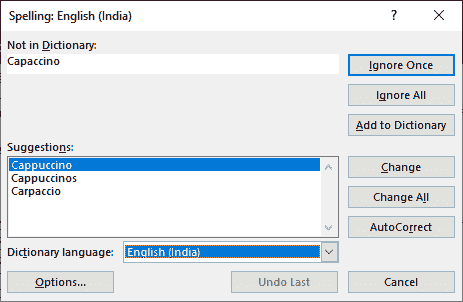 Spelling: English (India) ? ×
Not in Dictionary:
Capaccino
Ignore Once
Ignore All
Add to Dictionary
Suggestions:
Cappuccino
Cappuccinos
Carpaccio
Change
Change All
AutoCorrect
Dictionary language: English (India)
Options... Undo Last Cancel